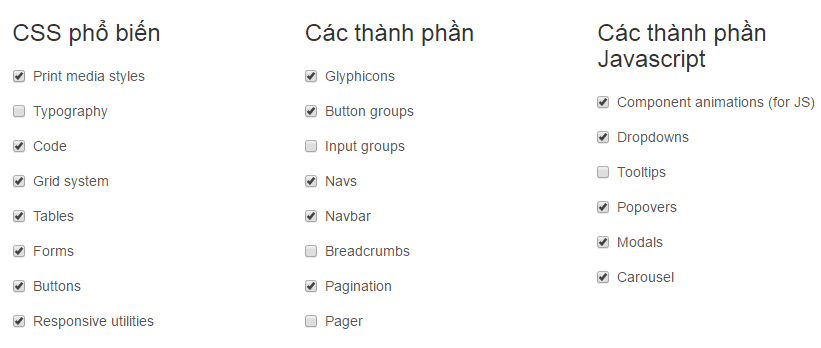 CSS phổ biến
Print media styles
Typography
Code
Grid system
Tables
Forms
Buttons
Responsive utilities
Các thành phần
Glyphicons
Button groups
Input groups
Navs
Navbar
Breadcrumbs
Pagination
Pager
Các thành phần
Javascript
Component animations (for JS)
Dropdowns
Tooltips
Popovers
Modals
Carousel